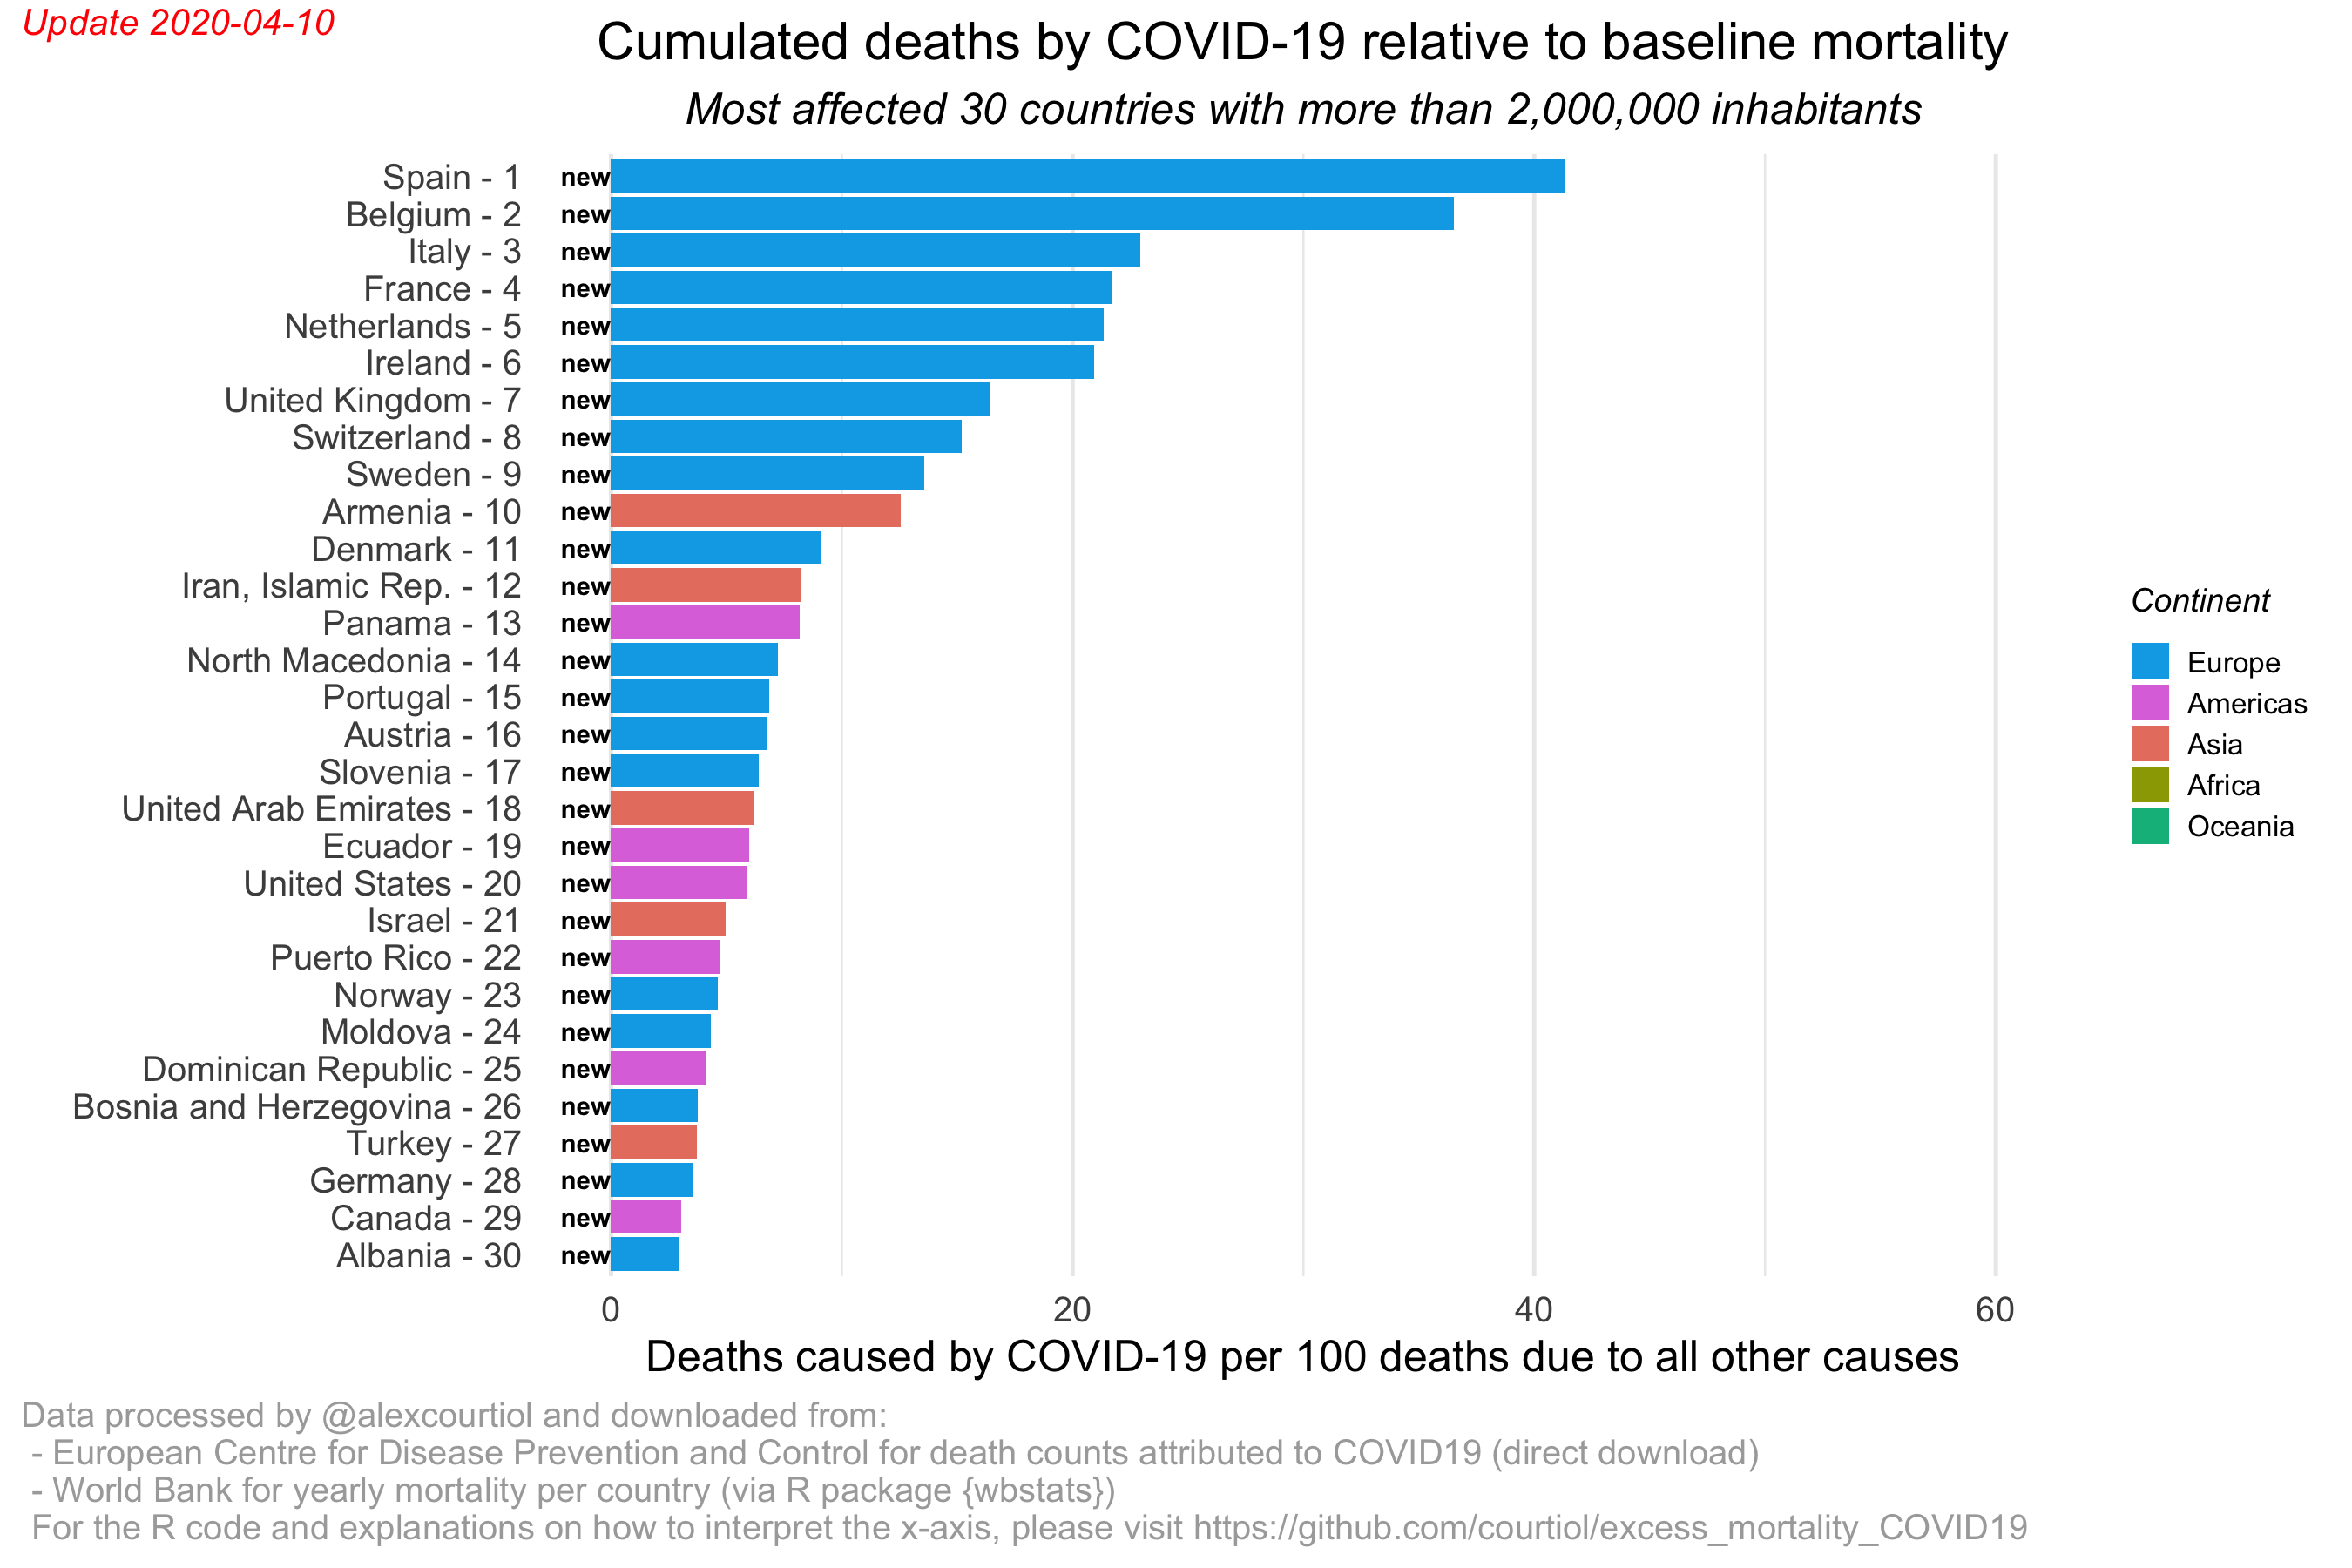 Update 2020-04-10
Cumulated deaths by COVID-19 relative to baseline mortality
Most affected 30 countries with more than 2,000,000 inhabitants
Spain - 1 new
Belgium - 2 new
Italy - 3 new
France - 4 new
Netherlands - 5 new
Ireland - 6 new
United Kingdom - 7 new
Switzerland - 8 new
Sweden - 9 new
Armenia - 10 new
Denmark - 11 new
Iran, Islamic Rep. - 12 new
Panama - 13 new
North Macedonia - 14 new
Portugal - 15 new
Austria - 16 new
Slovenia - 17 new
United Arab Emirates - 18 new
Ecuador - 19 new
United States - 20 new
Israel - 21 new
Puerto Rico - 22 new
Norway - 23 new
Moldova - 24 new
Dominican Republic - 25 new
Bosnia and Herzegovina - 26 new
Turkey - 27 new
Germany - 28 new
Canada - 29 new
Albania - 30 new
0 20 40 60
Deaths caused by COVID-19 per 100 deaths due to all other causes
Continent
Europe
Americas
Asia
Africa
Oceania
Data processed by @alexcourtiol and downloaded from:
- European Centre for Disease Prevention and Control for death counts attributed to COVID19 (direct download)
- World Bank for yearly mortality per country (via R package {wbstats})
For the R code and explanations on how to interpret the x-axis, please visit https://github.com/courtiol/excess_mortality_COVID19